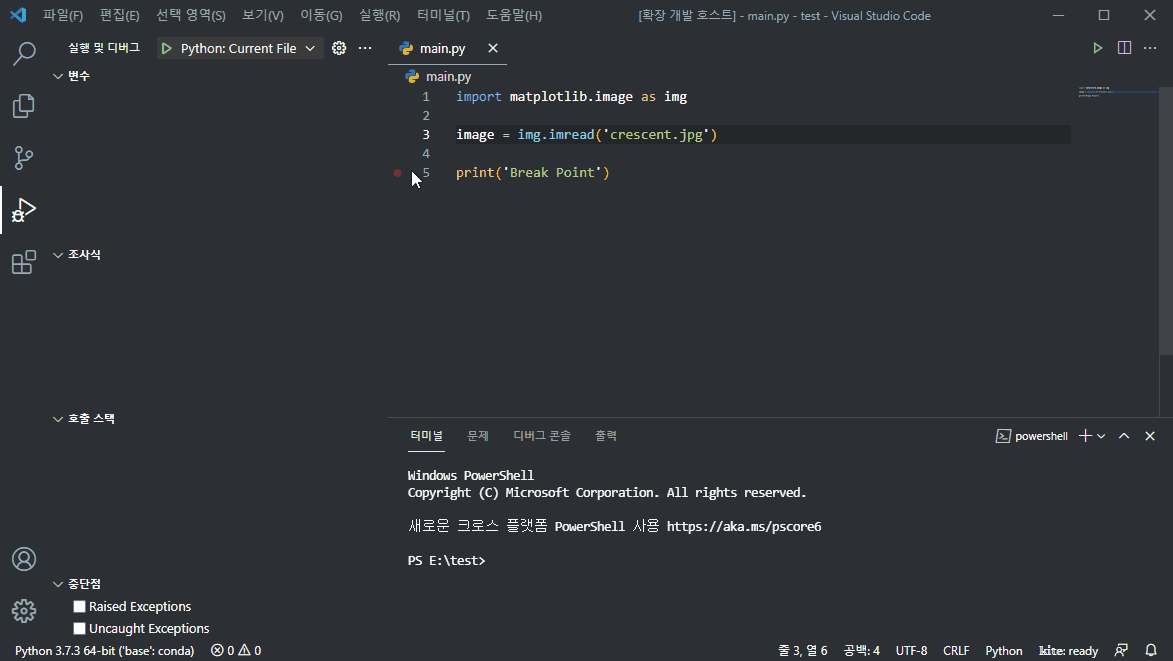 파일(F) 편집(E) 선택 영역(S) 보기(V) 이동(G) 실행(R) 터미널(T) 도움말(H) [확장 개발 호스트] - main.py - test - Visual Studio Code
실행 및 디버그 Python: Current File
main.py
변수
main.py
1 import matplotlib.image as img
2
3 image = img.imread('crescent.jpg')
4
5 print('Break Point')
조사식
호출 스택
중단점
Raised Exceptions
Uncaught Exceptions
터미널 문제 디버그 콘솔 출력 powershell
Windows PowerShell
Copyright (C) Microsoft Corporation. All rights reserved.
새로운 크로스 플랫폼 PowerShell 사용 https://aka.ms/pscore6
PS E:\test>
Python 3.7.3 64-bit ('base': conda) 0 0 줄 3, 열 6 공백: 4 UTF-8 CRLF Python kite: ready